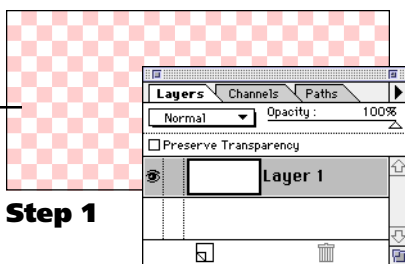 Layers Channels Paths
Normal Opacity: 100%
Preserve Transparency
Layer 1
Step 1